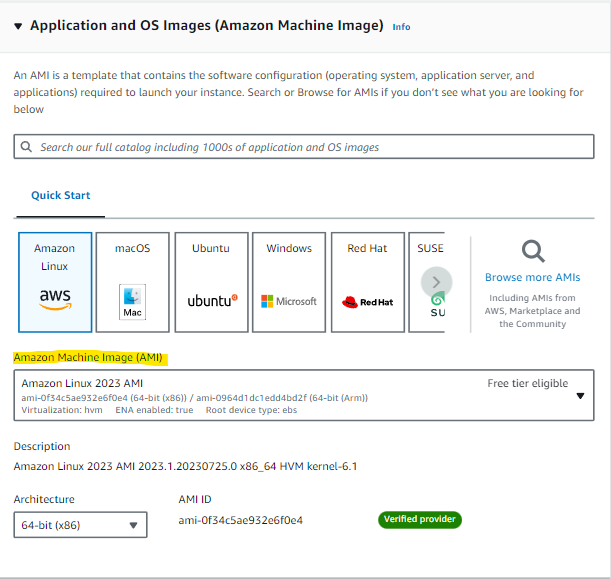 Application and OS Images (Amazon Machine Image) Info
An AMI is a template that contains the software configuration (operating system, application server, and
applications) required to launch your instance. Search or Browse for AMIs if you don't see what you are looking for
below
Search our full catalog including 1000s of application and OS images
Quick Start
Amazon
Linux
aws
macOS
Mac
Ubuntu
ubuntu
Windows
Microsoft
Red Hat
Red Hat
SUSE
SU
Browse more AMIs
Including AMIs from
AWS, Marketplace and
the Community
Amazon Machine Image (AMI)
Amazon Linux 2023 AMI Free tier eligible
ami-0f34c5ae932e6f0e4 (64-bit (x86)) / ami-0964d1dc1edd4bd2f (64-bit (Arm))
Virtualization: hvm ENA enabled: true Root device type: ebs
Description
Amazon Linux 2023 AMI 2023.1.20230725.0 x86_64 HVM kernel-6.1
Architecture AMI ID
64-bit (x86) ami-0f34c5ae932e6f0e4 Verified provider